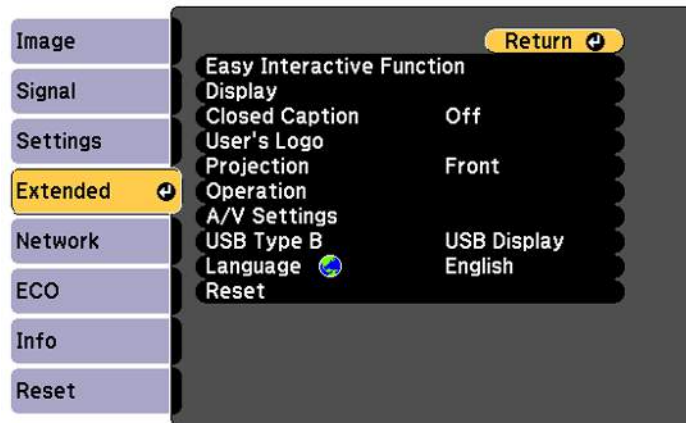 Image
Signal
Settings
Extended
Network
ECO
Info
Reset
Return
Easy Interactive Function
Display
Closed Caption Off
User's Logo
Projection Front
Operation
A/V Settings
USB Type B USB Display
Language English
Reset